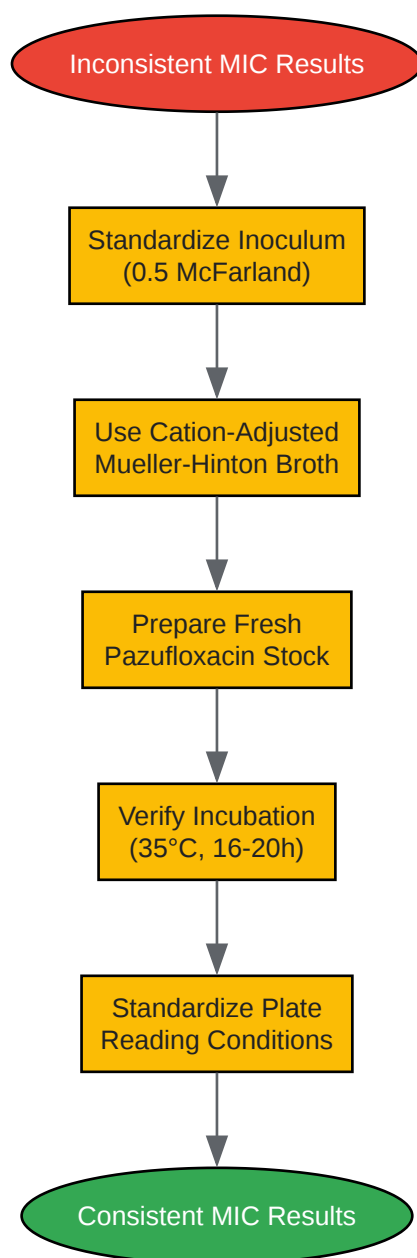 Inconsistent MIC Results
Standardize Inoculum
(0.5 McFarland)
Use Cation-Adjusted
Mueller-Hinton Broth
Prepare Fresh
Pazufloxacin Stock
Verify Incubation
(35°C, 16-20h)
Standardize Plate
Reading Conditions
Consistent MIC Results